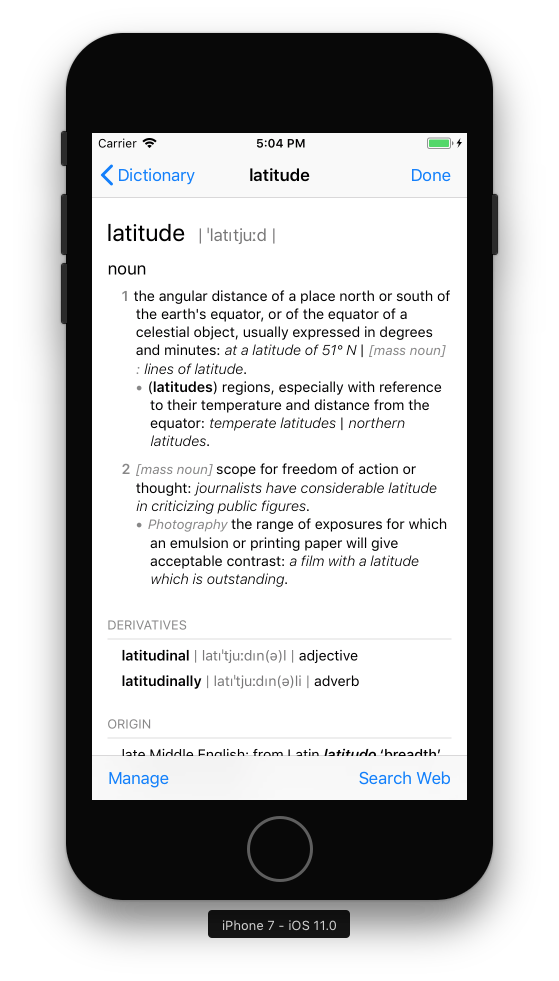 Carrier 5:04 PM
Dictionary latitude Done
latitude | ˈlatɪtjuːd |
noun
1 the angular distance of a place north or south of
the earth's equator, or of the equator of a
celestial object, usually expressed in degrees
and minutes: at a latitude of 51° N | [mass noun]
: lines of latitude.
• (latitudes) regions, especially with reference
to their temperature and distance from the
equator: temperate latitudes | northern
latitudes.
2 [mass noun] scope for freedom of action or
thought: journalists have considerable latitude
in criticizing public figures.
• Photography the range of exposures for which
an emulsion or printing paper will give
acceptable contrast: a film with a latitude
which is outstanding.
DERIVATIVES
latitudinal | latɪˈtjuːdɪn(ə)l | adjective
latitudinally | latɪˈtjuːdɪn(ə)li | adverb
ORIGIN
late Middle English: from Latin latitudo ‘breadth’,
Manage Search Web
iPhone 7 - iOS 11.0